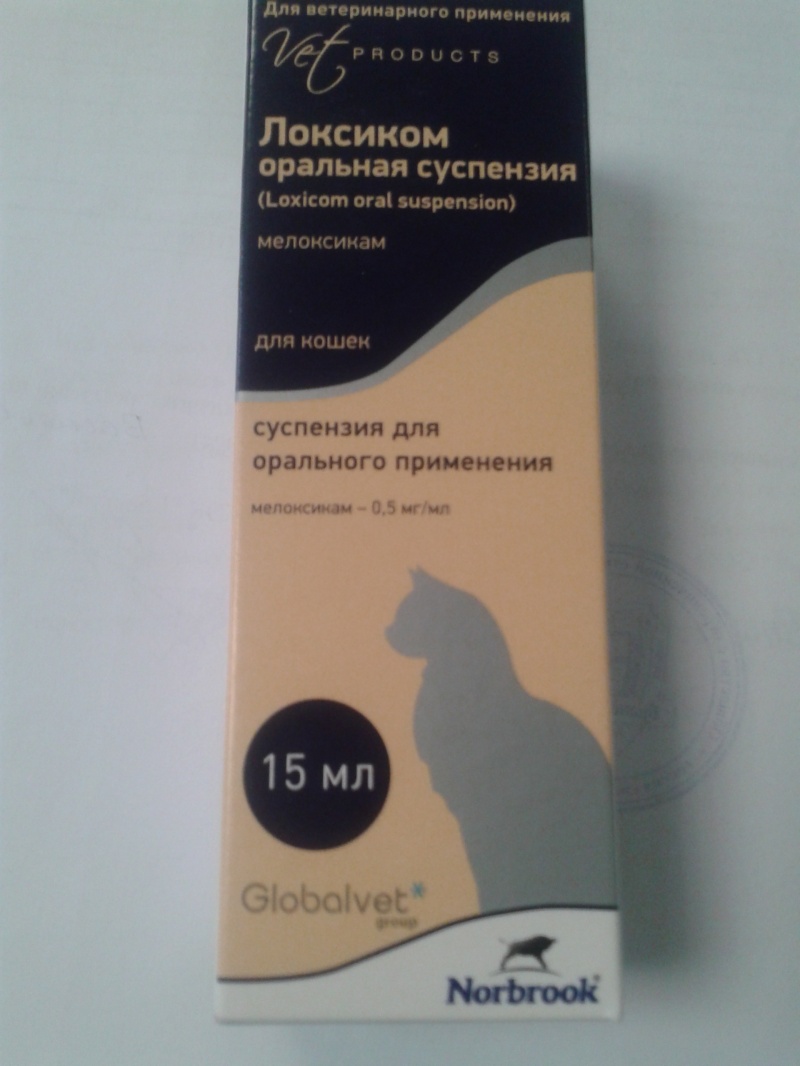 Для ветеринарного применения
Vet PRODUCTS
Локсиком
оральная суспензия
(Loxicom oral suspension)
мелоксикам
для кошек
суспензия для
орального применения
мелоксикам – 0,5 мг/мл
15 мл
Globalvet*
group
Norbrook